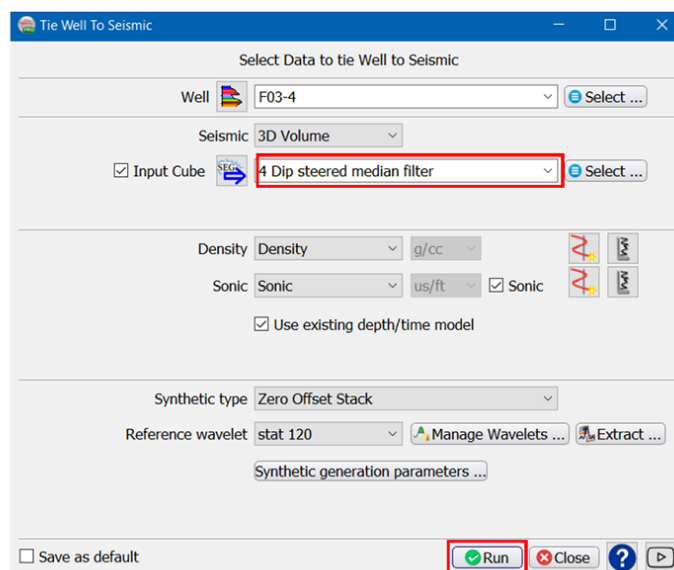 Tie Well To Seismic
Select Data to tie Well to Seismic
Well F03-4 Select ...
Seismic 3D Volume
Input Cube SEGY 4 Dip steered median filter Select ...
Density Density g/cc
Sonic Sonic us/ft Sonic
Use existing depth/time model
Synthetic type Zero Offset Stack
Reference wavelet stat 120 Manage Wavelets ... Extract ...
Synthetic generation parameters ...
Save as default Run Close ?